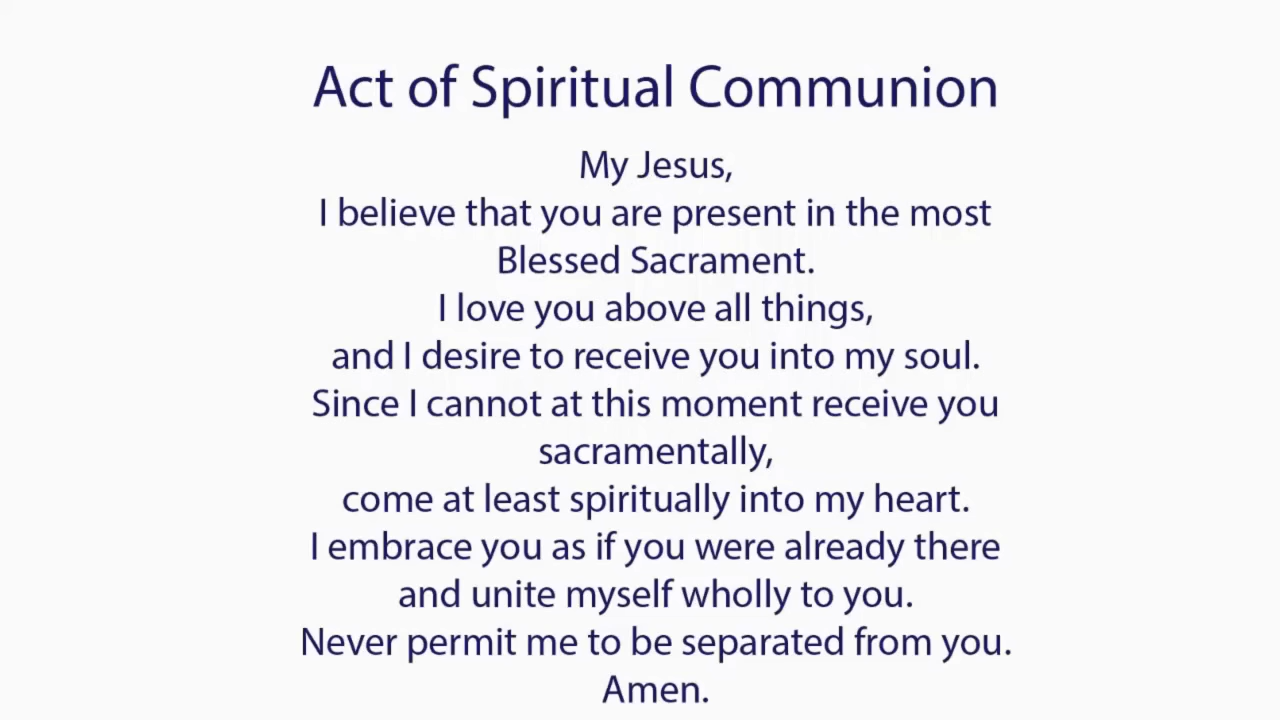 Act of Spiritual Communion
My Jesus,
I believe that you are present in the most
Blessed Sacrament.
I love you above all things,
and I desire to receive you into my soul.
Since I cannot at this moment receive you
sacramentally,
come at least spiritually into my heart.
I embrace you as if you were already there
and unite myself wholly to you.
Never permit me to be separated from you.
Amen.